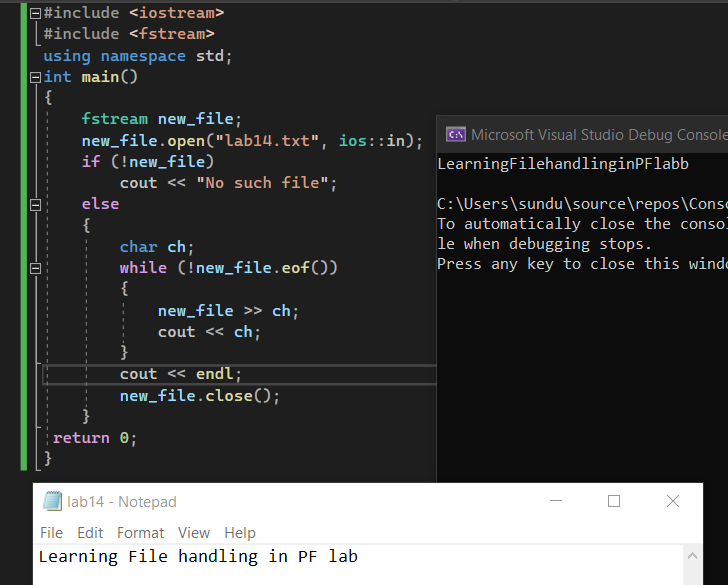 #include <iostream>
#include <fstream>
using namespace std;
int main()
{
fstream new_file;
new_file.open("lab14.txt", ios::in);
if (!new_file)
cout << "No such file";
else
{
char ch;
while (!new_file.eof())
{
new_file >> ch;
cout << ch;
}
cout << endl;
new_file.close();
}
return 0;
}
Microsoft Visual Studio Debug Console
LearningFilehandlinginPFlabb
C:\Users\sundu\source\repos\Conso
To automatically close the consol
le when debugging stops.
Press any key to close this windo
lab14 - Notepad
File Edit Format View Help
Learning File handling in PF lab